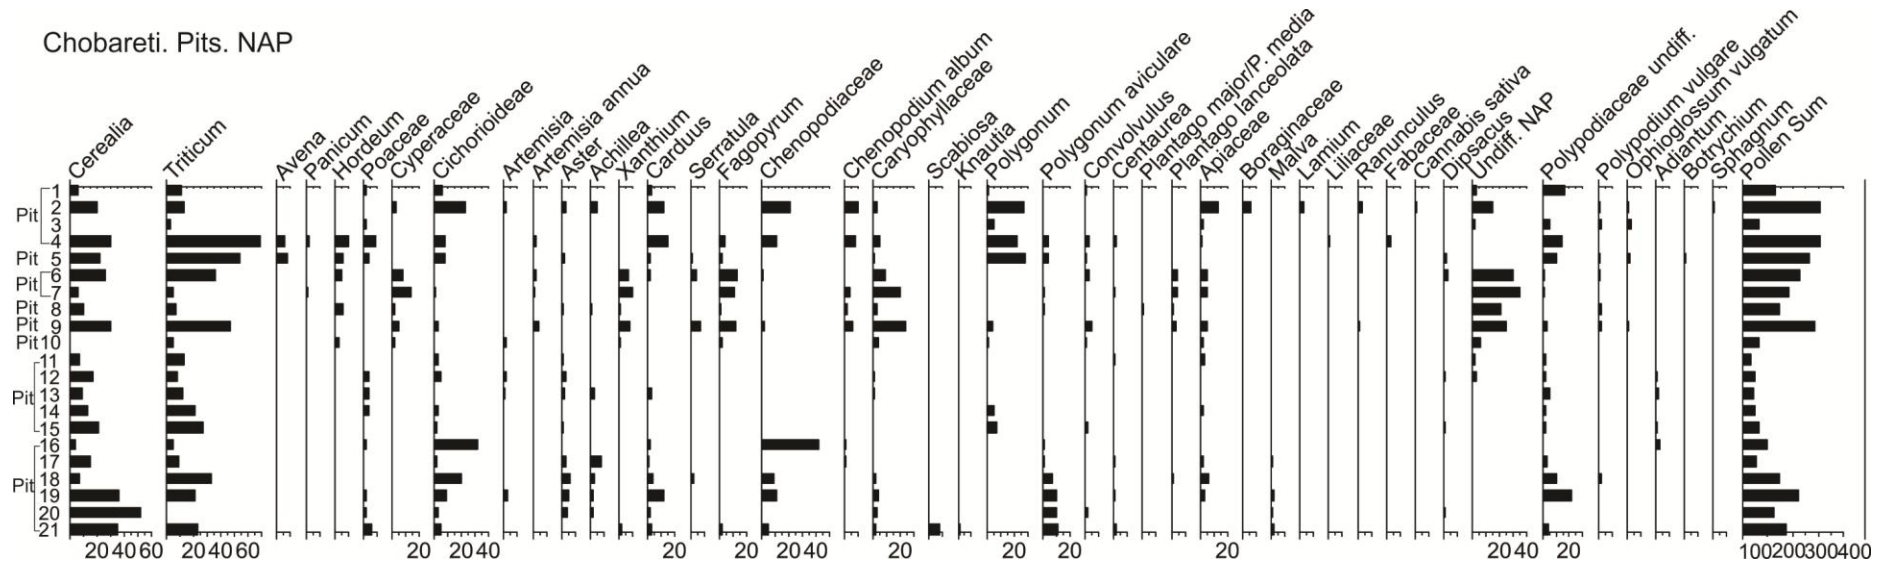 Chobareti. Pits. NAP
Cerealia
Triticum
Avena
Panicum
Hordeum
Poaceae
Cyperaceae
Cichorioideae
Artemisia
Artemisia annua
Aster
Achillea
Xanthium
Carduus
Serratula
Fagopyrum
Chenopodiaceae
Chenopodium album
Caryophyllaceae
Scabiosa
Knautia
Polygonum
Polygonum aviculare
Convolvulus
Centaurea
Plantago major/P. media
Plantago lanceolata
Apiaceae
Boraginaceae
Malva
Lamium
Liliaceae
Ranunculus
Fabaceae
Cannabis sativa
Dipsacus
Undiff. NAP
Polypodiaceae undiff.
Polypodium vulgare
Ophioglossum vulgatum
Adiantum
Botrychium
Sphagnum
Pollen Sum
1
Pit 2
3
4
Pit 5
6
Pit 7
Pit 8
Pit 9
Pit 10
11
12
Pit 13
14
15
16
17
Pit 18
19
20
21
20 40 60 20 40 60 20 20 40 20 20 20 40 20 20 20 20 20 40 20 100 200 300 400